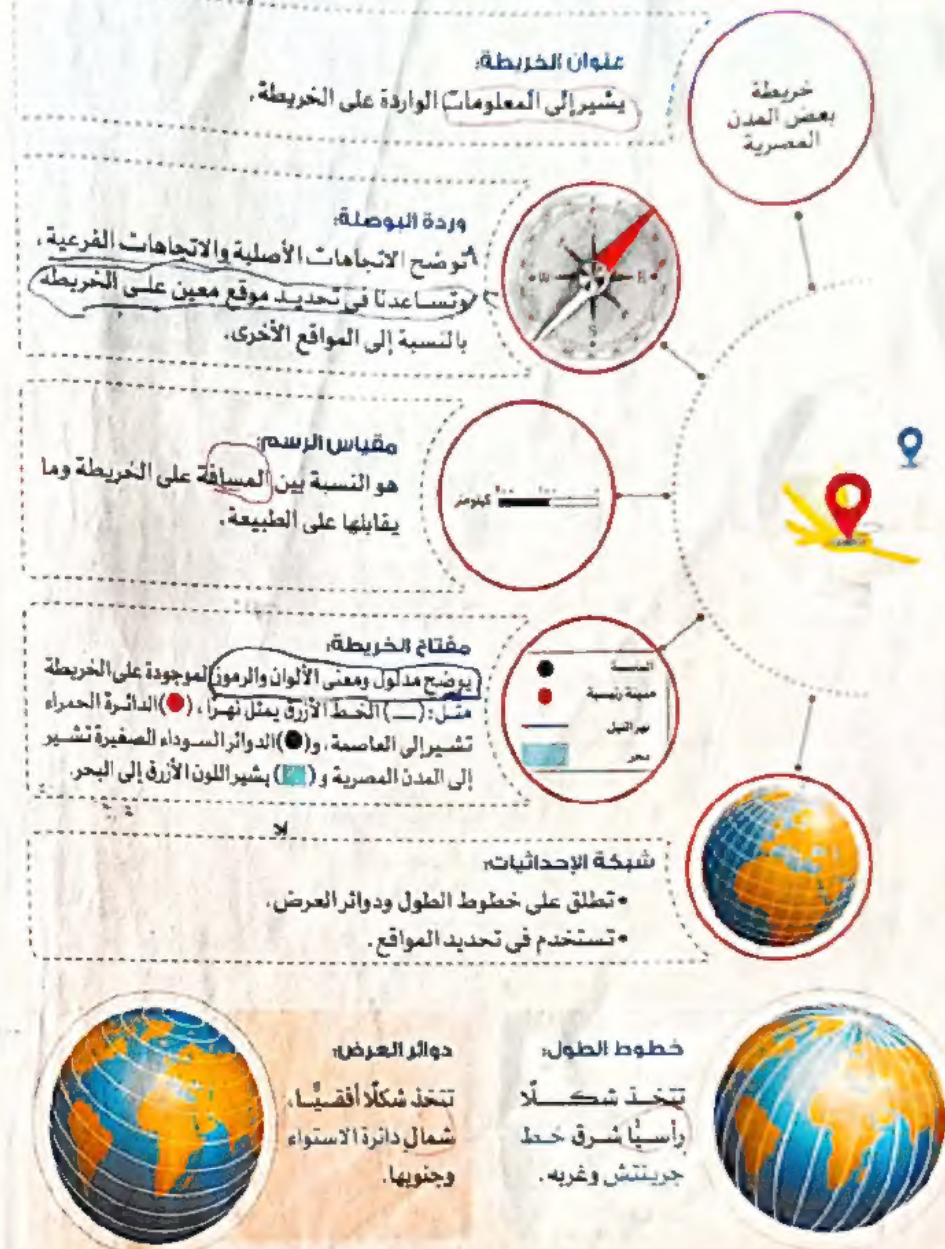 خريطة
بعض المدن
المصرية
عنوان الخريطة:
يشير إلى المعلومات الواردة على الخريطة.
وردة البوصلة:
توضح الاتجاهات الأصلية والاتجاهات الفرعية،
وتساعدنا في تحديد موقع معين على الخريطة
بالنسبة إلى المواقع الأخرى.
W
E
S
مقياس الرسم:
هو النسبة بين المسافة على الخريطة وما
يقابلها على الطبيعة.
كيلومتر
مفتاح الخريطة:
يوضح مدلول ومعنى الألوان والرموز الموجودة على الخريطة
مثل: (__) الخط الأزرق يمثل نهرا، (●) الدائرة الحمراء
تشير إلى العاصمة، و(●) الدوائر السوداء الصغيرة تشير
إلى المدن المصرية و() يشير اللون الأزرق إلى البحر.
العاصمة
مدينة رئيسية
نهر النيل
بحر
شبكة الإحداثيات:
• تطلق على خطوط الطول ودوائر العرض.
• تستخدم في تحديد المواقع.
خطوط الطول:
تتخذ شكلًا
رأسيًّا شرق خط
جرينتش وغربه.
دوائر العرض:
تتخذ شكلًا أفقيًّا،
شمال دائرة الاستواء
وجنوبها.